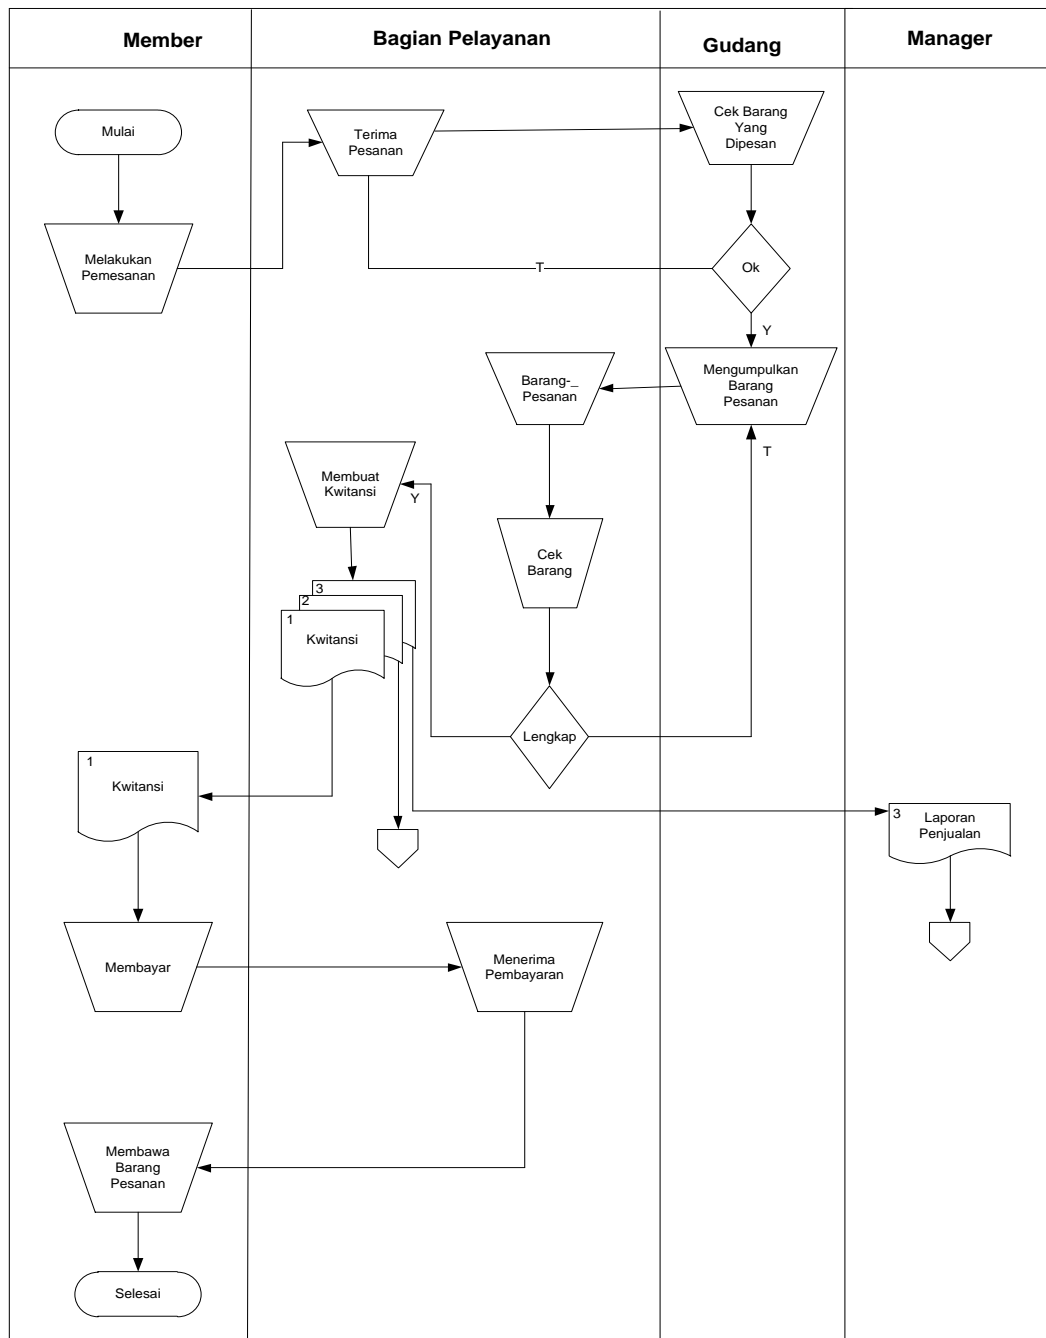 Member
Bagian Pelayanan
Gudang
Manager
Mulai
Terima
Pesanan
Cek Barang
Yang
Dipesan
Melakukan
Pemesanan
T
Ok
Y
Barang-_
Pesanan
Mengumpulkan
Barang
Pesanan
T
Membuat
Kwitansi
Y
Cek
Barang
3
2
1
Kwitansi
Lengkap
1
Kwitansi
3
Laporan
Penjualan
Membayar
Menerima
Pembayaran
Membawa
Barang
Pesanan
Selesai